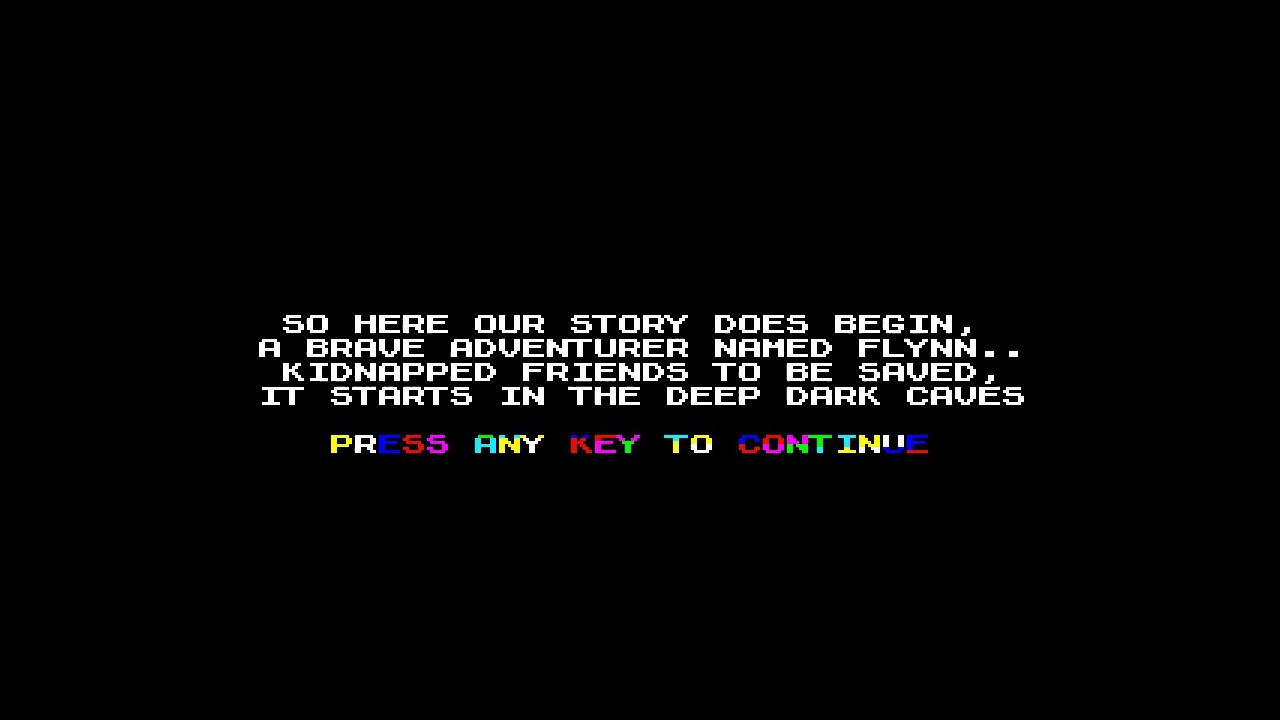 SO HERE OUR STORY DOES BEGIN,
A BRAVE ADVENTURER NAMED FLYNN..
KIDNAPPED FRIENDS TO BE SAVED,
IT STARTS IN THE DEEP DARK CAVES
PRESS ANY KEY TO CONTINUE